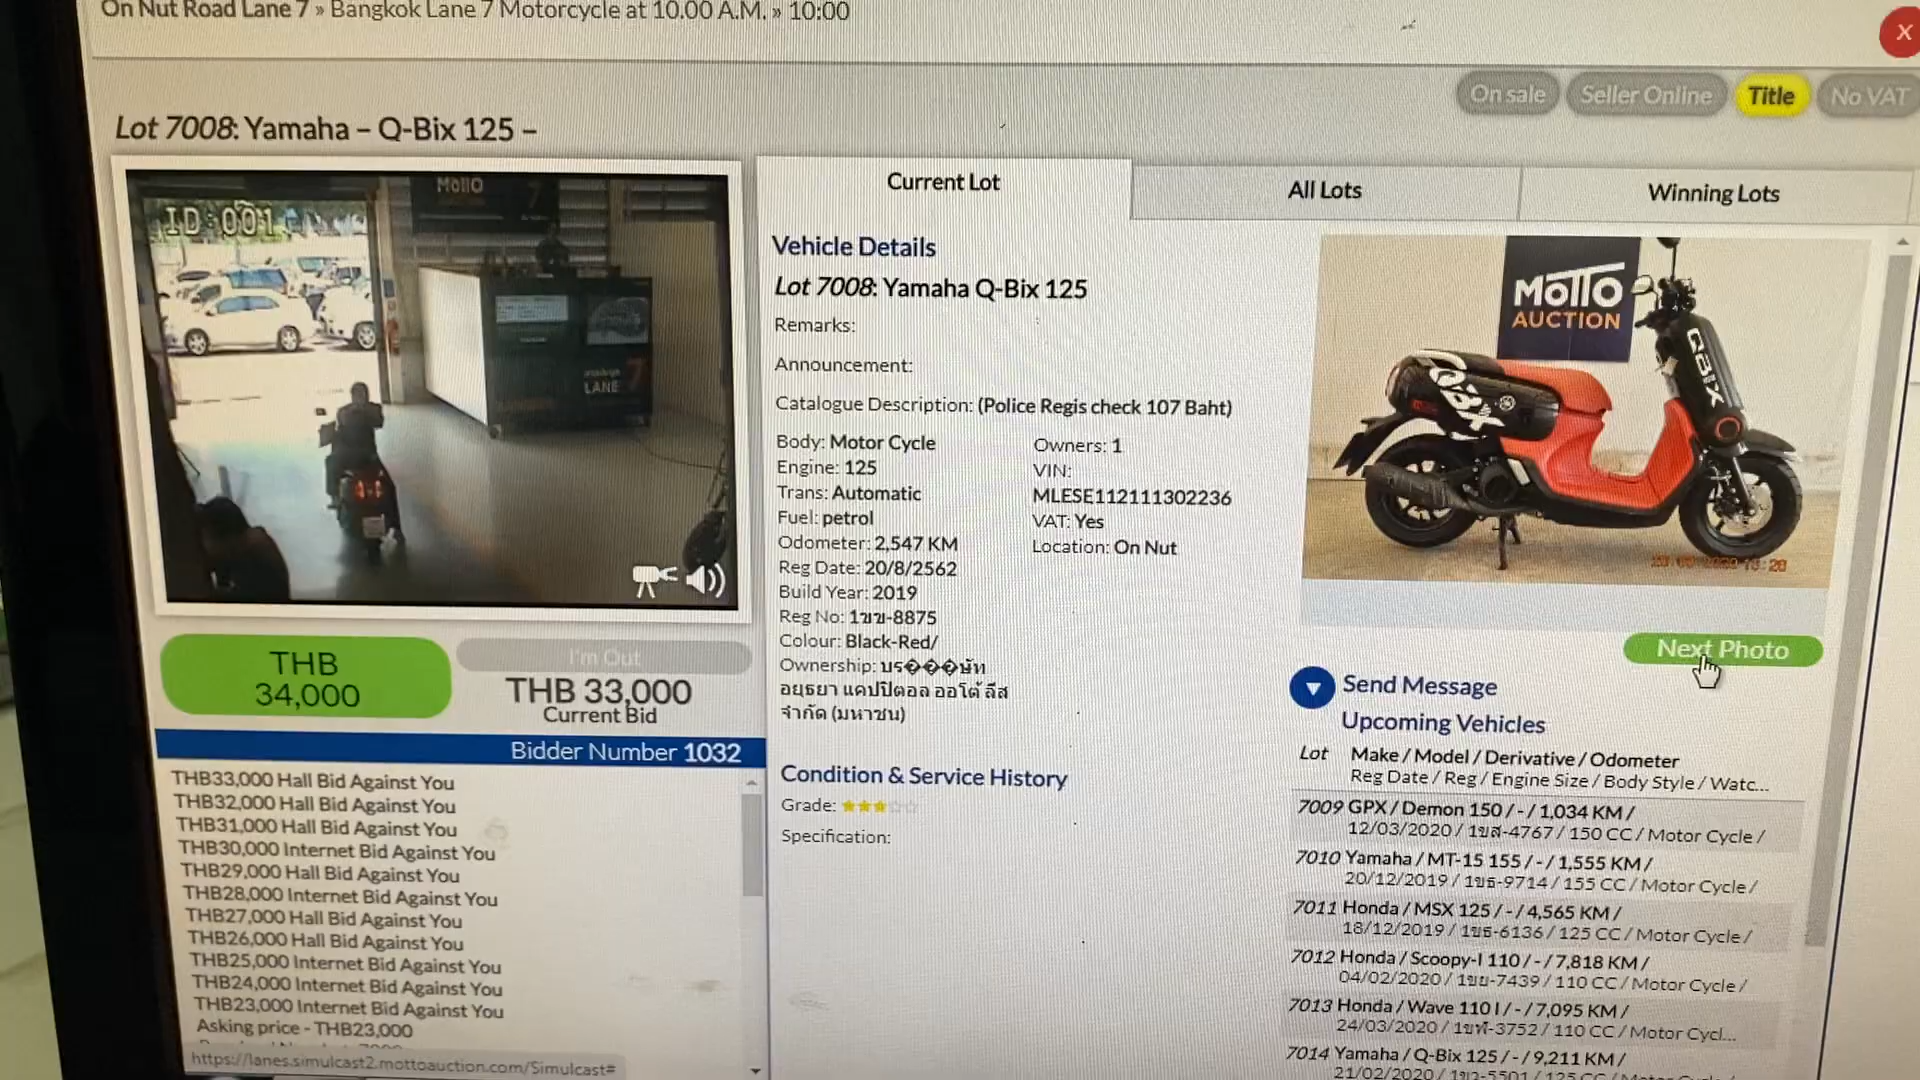 On Nut Road Lane 7 » Bangkok Lane 7 Motorcycle at 10.00 A.M. » 10:00
X
On sale
Seller Online
Title
No VAT
Lot 7008: Yamaha – Q-Bix 125 –
MOTTO
ID:001
7
LANE 7
Current Lot
All Lots
Winning Lots
Vehicle Details
Lot 7008: Yamaha Q-Bix 125
Remarks:
Announcement:
Catalogue Description: (Police Regis check 107 Baht)
Body: Motor Cycle
Engine: 125
Trans: Automatic
Fuel: petrol
Odometer: 2,547 KM
Reg Date: 20/8/2562
Build Year: 2019
Reg No: 1ขฆ-8875
Colour: Black-Red/
Ownership: บร���ษัท
อยุธยา แคปปิตอล ออโต้ ลีส
จำกัด (มหาชน)
Owners: 1
VIN:
MLESE112111302236
VAT: Yes
Location: On Nut
Condition & Service History
Grade:
Specification:
MOTTO
AUCTION
QBIX
QBIX
Next Photo
Send Message
Upcoming Vehicles
Lot Make / Model / Derivative / Odometer
Reg Date / Reg / Engine Size / Body Style / Watc...
7009 GPX / Demon 150 / - / 1,034 KM /
12/03/2020 / 1ขส-4767 / 150 CC / Motor Cycle /
7010 Yamaha / MT-15 155 / - / 1,555 KM /
20/12/2019 / 1ขธ-9714 / 155 CC / Motor Cycle /
7011 Honda / MSX 125 / - / 4,565 KM /
18/12/2019 / 1ขธ-6136 / 125 CC / Motor Cycle /
7012 Honda / Scoopy-I 110 / - / 7,818 KM /
04/02/2020 / 1ขย-7439 / 110 CC / Motor Cycle /
7013 Honda / Wave 110 I / - / 7,095 KM /
24/03/2020 / 1ขฬ-3752 / 110 CC / Motor Cycl...
7014 Yamaha / Q-Bix 125 / - / 9,211 KM /
THB
34,000
I'm Out
THB 33,000
Current Bid
Bidder Number 1032
THB33,000 Hall Bid Against You
THB32,000 Hall Bid Against You
THB31,000 Hall Bid Against You
THB30,000 Internet Bid Against You
THB29,000 Hall Bid Against You
THB28,000 Internet Bid Against You
THB27,000 Hall Bid Against You
THB26,000 Hall Bid Against You
THB25,000 Internet Bid Against You
THB24,000 Internet Bid Against You
THB23,000 Internet Bid Against You
Asking price - THB23,000
https://lanes.simulcast2.mottoauction.com/Simulcast#